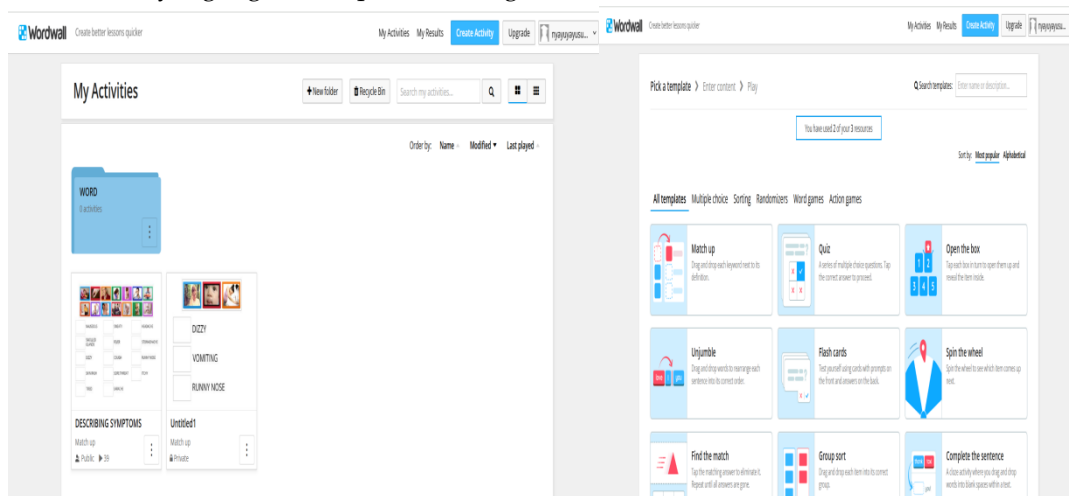 Wordwall Create better lessons quicker My Activities My Results Create Activity Upgrade nyayuyayusu...
My Activities + New folder Recycle Bin Search my activities...
Order by: Name Modified Last played
WORD
0 activities
DIZZY
VOMITING
RUNNY NOSE
DESCRIBING SYMPTOMS
Match up
Public 39
Untitled1
Match up
Private
Wordwall Create better lessons quicker My Activities My Results Create Activity Upgrade nyayuyayusu...
Pick a template > Enter content > Play Search templates: Enter name or description...
You have used 2 of your 3 resources
Sort by: Most popular Alphabetical
All templates Multiple choice Sorting Randomizers Word games Action games
Match up
Drag and drop each keyword next to its
definition.
Quiz
A series of multiple choice questions. Tap
the correct answer to proceed.
Open the box
Tap each box in turn to open them up and
reveal the item inside.
1 2
3 4 5
Unjumble
Drag and drop words to rearrange each
sentence into its correct order.
Flash cards
Test yourself using cards with prompts on
the front and answers on the back.
Spin the wheel
Spin the wheel to see which item comes up
next.
Find the match
Tap the matching answer to eliminate it.
Repeat until all answers are gone.
Group sort
Drag and drop each item into its correct
group.
Complete the sentence
A cloze activity where you drag and drop
words into blank spaces within a text.